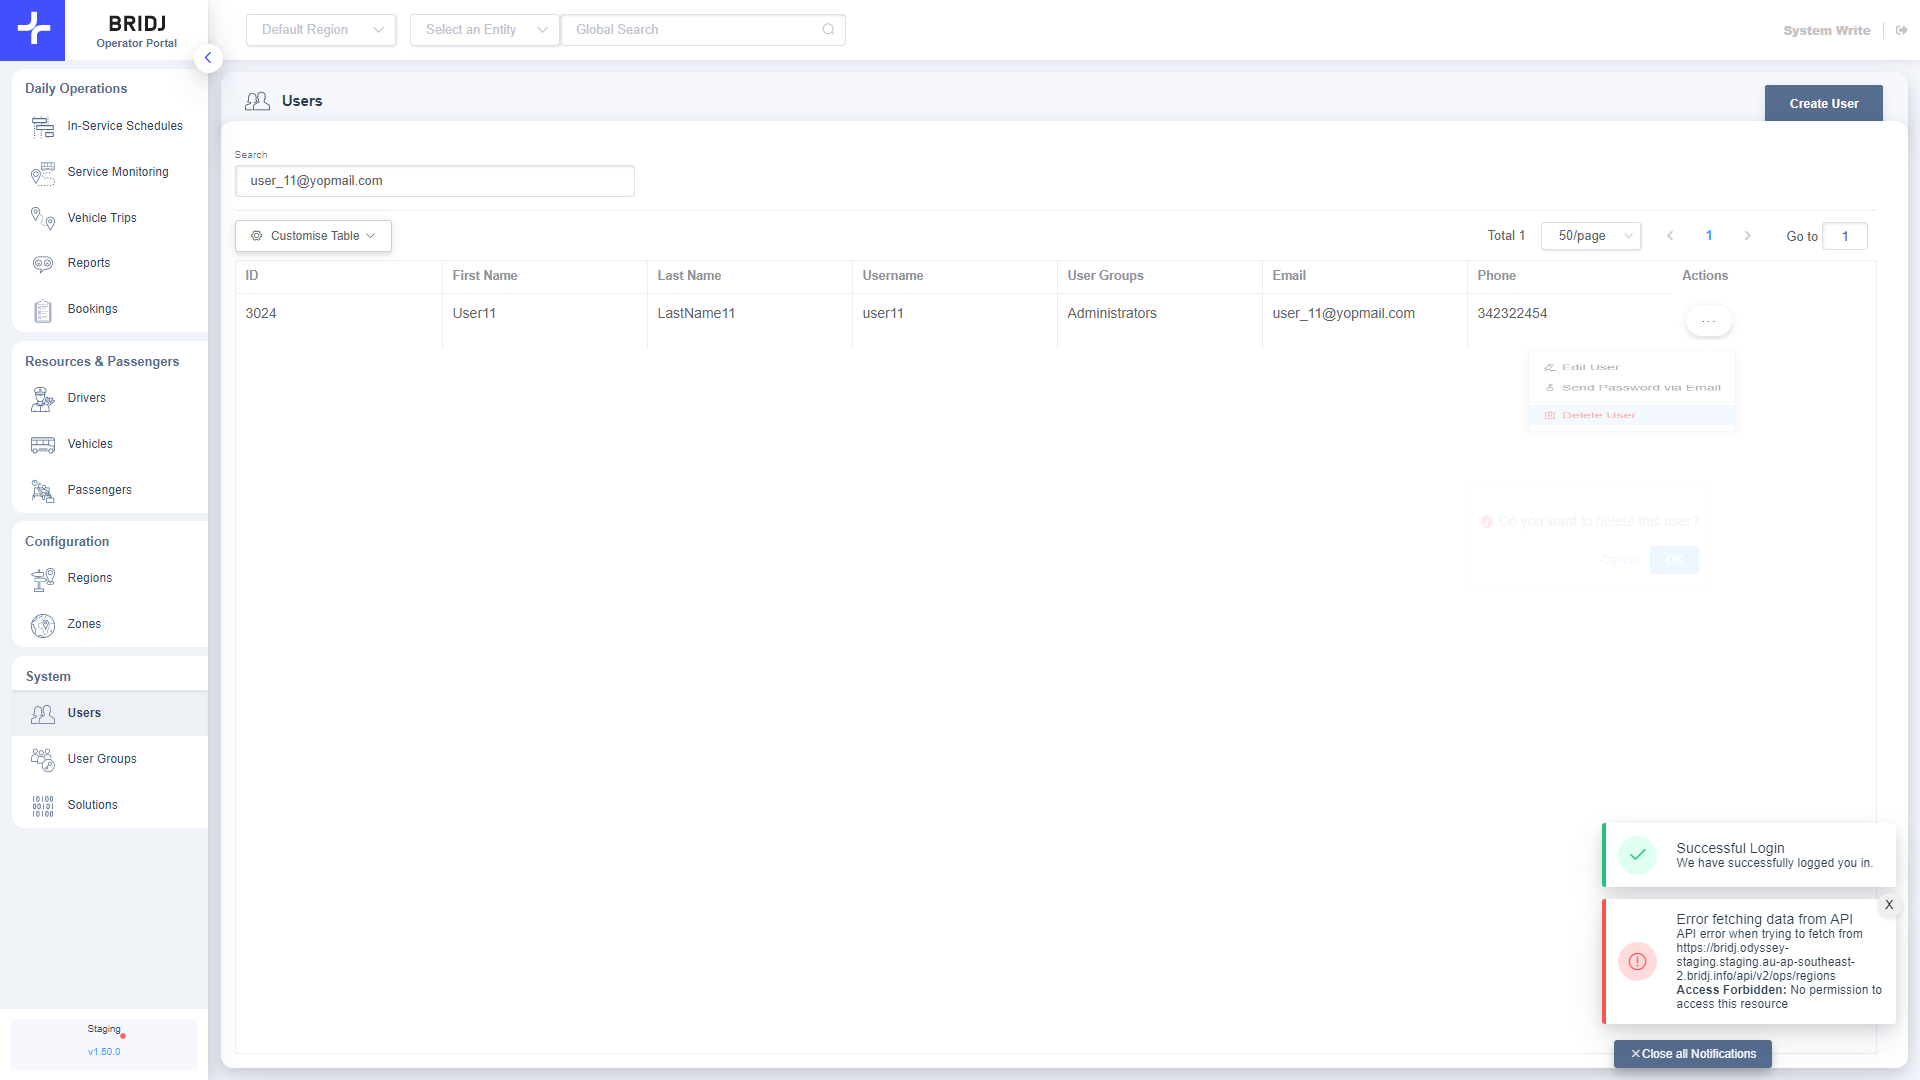 BRIDJ
Operator Portal
Default Region
Select an Entity
Global Search
System Write
Daily Operations
In-Service Schedules
Service Monitoring
Vehicle Trips
Reports
Bookings
Resources & Passengers
Drivers
Vehicles
Passengers
Configuration
Regions
Zones
System
Users
User Groups
Solutions
Staging
v1.50.0
Users
Create User
Search
user_11@yopmail.com
Customise Table
Total 1
50/page
1
Go to
1
ID First Name Last Name Username User Groups Email Phone Actions
3024 User11 LastName11 user11 Administrators user_11@yopmail.com 342322454 ...
Edit User
Send Password via Email
Delete User
Do you want to delete this user?
Cancel
OK
Successful Login
We have successfully logged you in.
X
Error fetching data from API
API error when trying to fetch from
https://bridj.odyssey-
staging.staging.au-ap-southeast-
2.bridj.info/api/v2/ops/regions
Access Forbidden: No permission to
access this resource
Close all Notifications